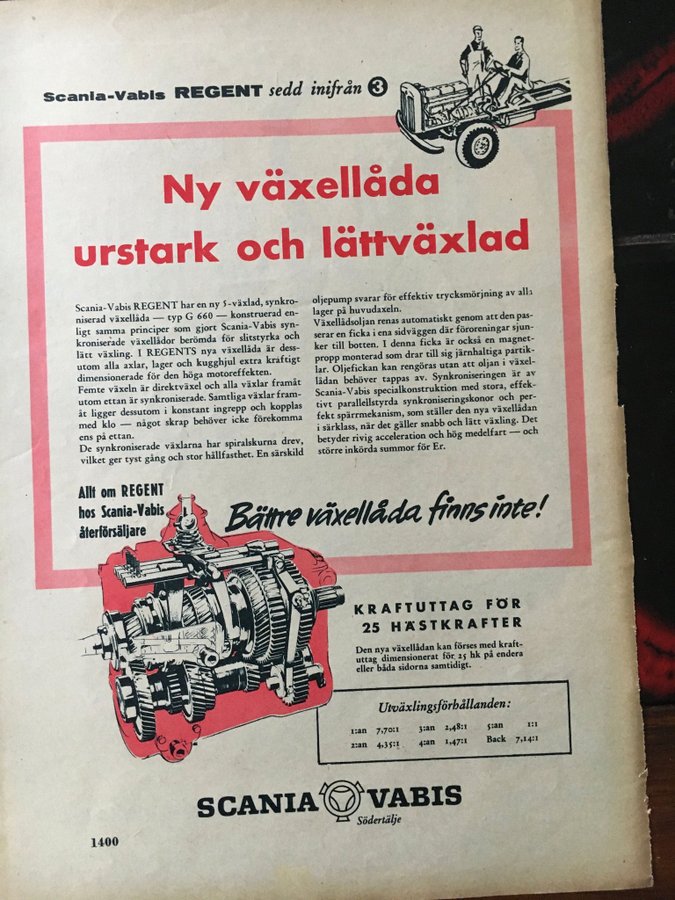 Scania-Vabis REGENT sedd inifrån 3
Ny växellåda
urstark och lättväxlad
Scania-Vabis REGENT har en ny 5-växlad, synkro-
niserad växellåda — typ G 660 — konstruerad en-
ligt samma principer som gjort Scania-Vabis syn-
kroniserade växellådor berömda för slitstyrka och
lätt växling. I REGENTS nya växellåda är dess-
utom alla axlar, lager och kugghjul extra kraftigt
dimensionerade för den höga motoreffekten.
Femte växeln är direktväxel och alla växlar framåt
utom ettan är synkroniserade. Samtliga växlar fram-
åt ligger dessutom i konstant ingrepp och kopplas
med klo — något skrap behöver icke förekomma
ens på ettan.
De synkroniserade växlarna har spiralskurna drev,
vilket ger tyst gång och stor hållfasthet. En särskild
oljepump svarar för effektiv trycksmörjning av alla
lager på huvudaxeln.
Växellådsoljan renas automatiskt genom att den pas-
serar en ficka i ena sidväggen där föroreningar sjun-
ker till botten. I denna ficka är också en magnet-
propp monterad som drar till sig järnhaltiga partik-
lar. Oljefickan kan rengöras utan att oljan i växel-
lådan behöver tappas av. Synkroniseringen är av
Scania-Vabis specialkonstruktion med stora, effek-
tivt parallellstyrda synkroniseringskonor och per-
fekt spärrmekanism, som ställer den nya växellådan
i särklass, när det gäller snabb och lätt växling. Det
betyder rivig acceleration och hög medelfart — och
större inkörda summor för Er.
Allt om REGENT
hos Scania-Vabis
återförsäljare
Bättre växellåda finns inte!
KRAFTUTTAG FÖR
25 HÄSTKRAFTER
Den nya växellådan kan förses med kraft-
uttag dimensionerat för 25 hk på endera
eller båda sidorna samtidigt.
Utväxlingsförhållanden:
1:an 7,70:1 3:an 2,48:1 5:an 1:1
2:an 4,35:1 4:an 1,47:1 Back 7,14:1
SCANIA VABIS
Södertälje
1400